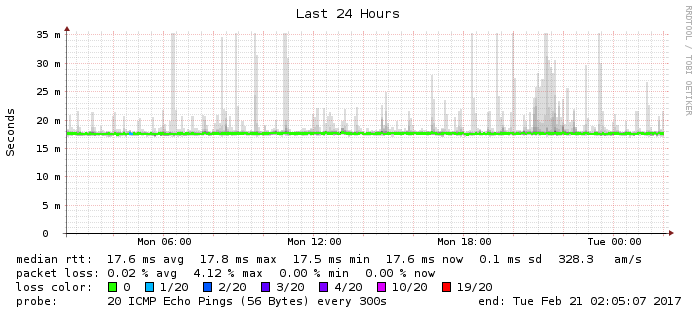 Last 24 Hours
RRDTOOL / TOBI OETIKER
Seconds
35 m
30 m
25 m
20 m
15 m
10 m
5 m
0
Mon 06:00 Mon 12:00 Mon 18:00 Tue 00:00
median rtt: 17.6 ms avg 17.8 ms max 17.5 ms min 17.6 ms now 0.1 ms sd 328.3 am/s
packet loss: 0.02 % avg 4.12 % max 0.00 % min 0.00 % now
loss color: 0 1/20 2/20 3/20 4/20 10/20 19/20
probe: 20 ICMP Echo Pings (56 Bytes) every 300s end: Tue Feb 21 02:05:07 2017